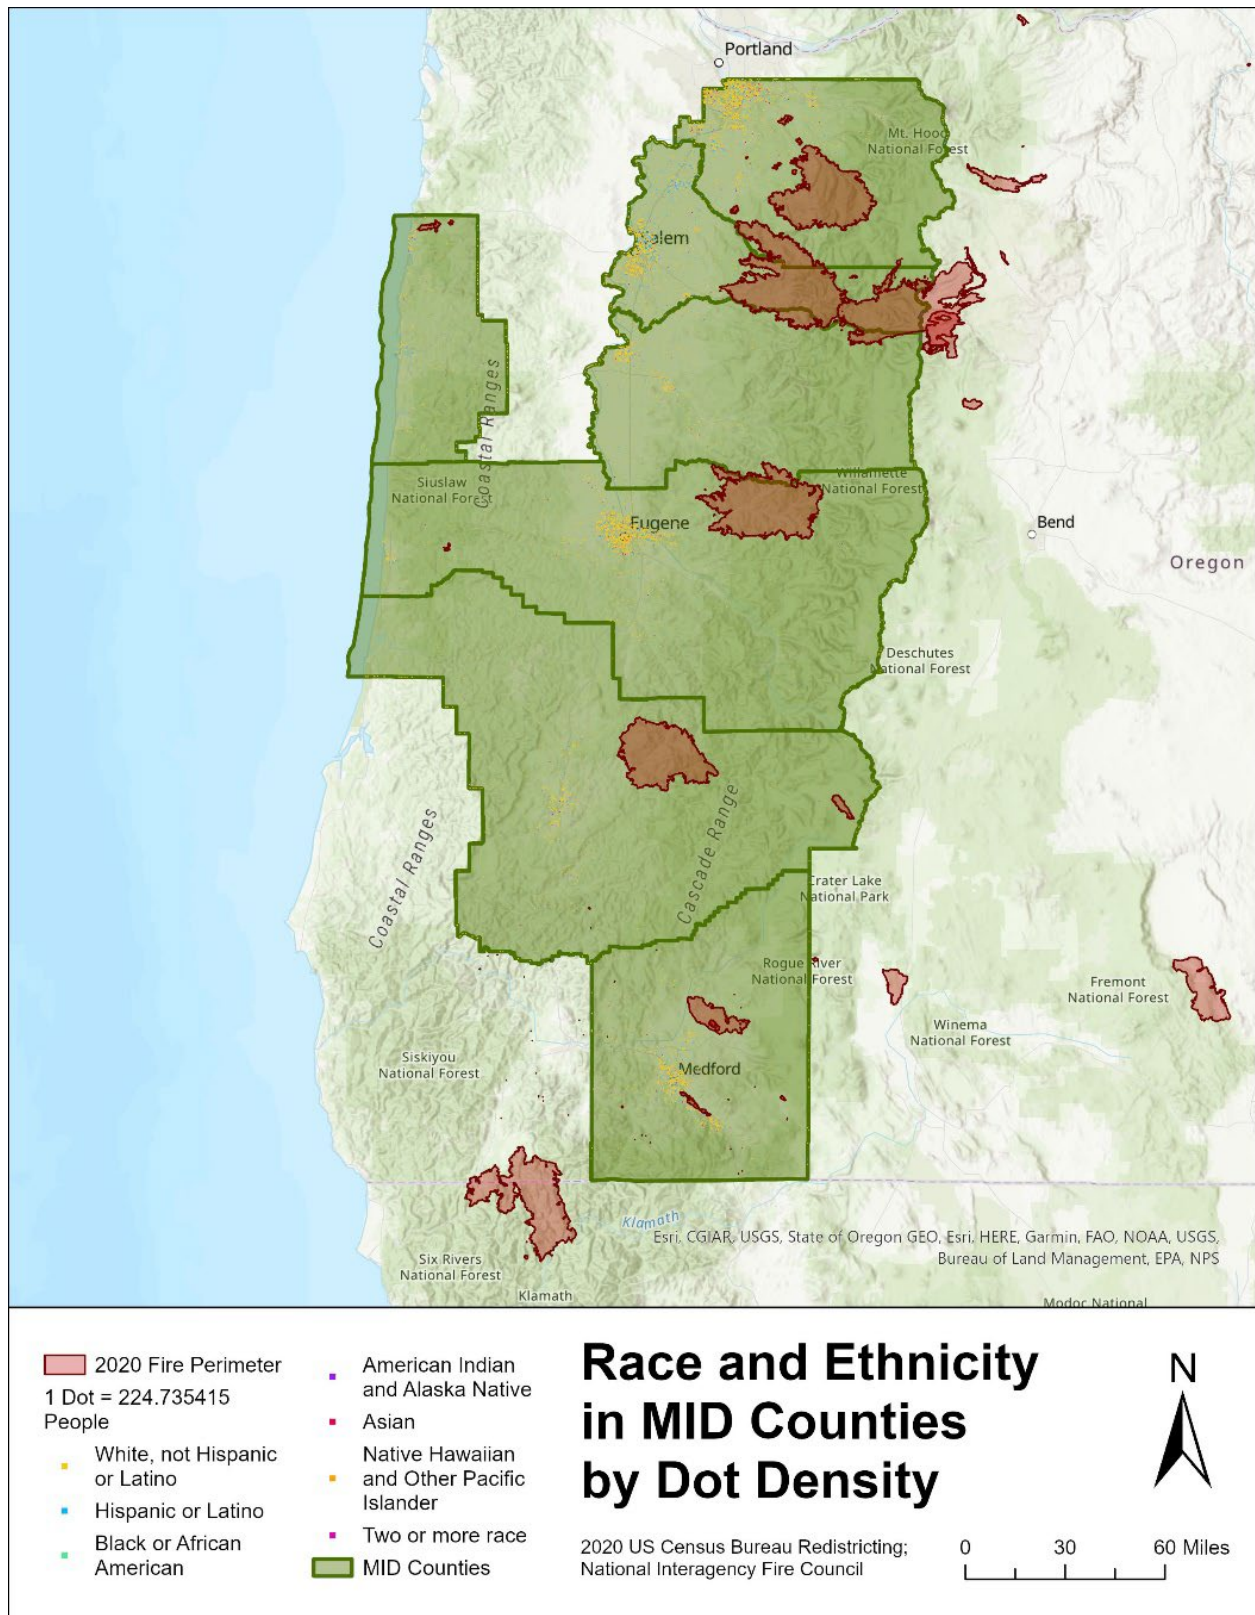 Portland
Mt. Hood
National Forest
Salem
Coastal Ranges
Siuslaw
National Forest
Willamette
National Forest
Eugene
Bend
Oregon
Deschutes
National Forest
Coastal Ranges
Cascade Range
Crater Lake
National Park
Rogue River
National Forest
Fremont
National Forest
Winema
National Forest
Siskiyou
National Forest
Medford
Klamath
Esri, CGIAR, USGS, State of Oregon GEO, Esri, HERE, Garmin, FAO, NOAA, USGS,
Bureau of Land Management, EPA, NPS
Six Rivers
National Forest
Klamath
Modoc National
2020 Fire Perimeter
1 Dot = 224.735415
People
White, not Hispanic
or Latino
Hispanic or Latino
Black or African
American
American Indian
and Alaska Native
Asian
Native Hawaiian
and Other Pacific
Islander
Two or more race
MID Counties
Race and Ethnicity
in MID Counties
by Dot Density
N
2020 US Census Bureau Redistricting;
National Interagency Fire Council
0 30 60 Miles